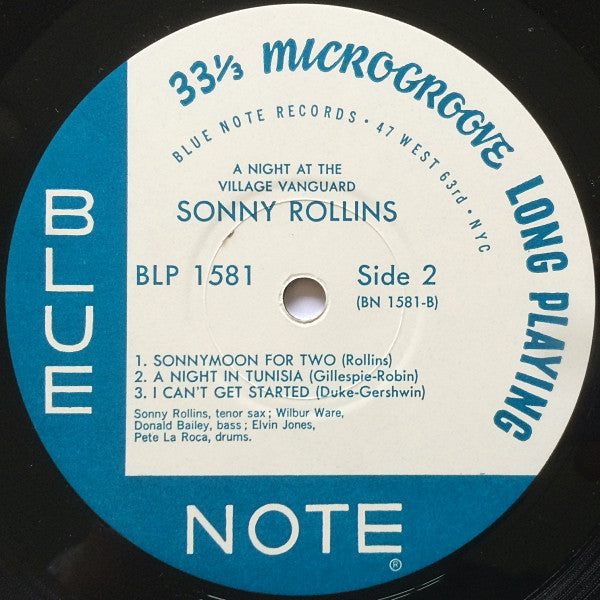 33⅓ MICROGROOVE LONG PLAYING
BLUE NOTE RECORDS • 47 WEST 63rd • NYC
A NIGHT AT THE
VILLAGE VANGUARD
SONNY ROLLINS
BLP 1581
Side 2
(BN 1581-B)
1. SONNYMOON FOR TWO (Rollins)
2. A NIGHT IN TUNISIA (Gillespie-Robin)
3. I CAN'T GET STARTED (Duke-Gershwin)
Sonny Rollins, tenor sax; Wilbur Ware,
Donald Bailey, bass; Elvin Jones,
Pete La Roca, drums.
BLUE
NOTE
®